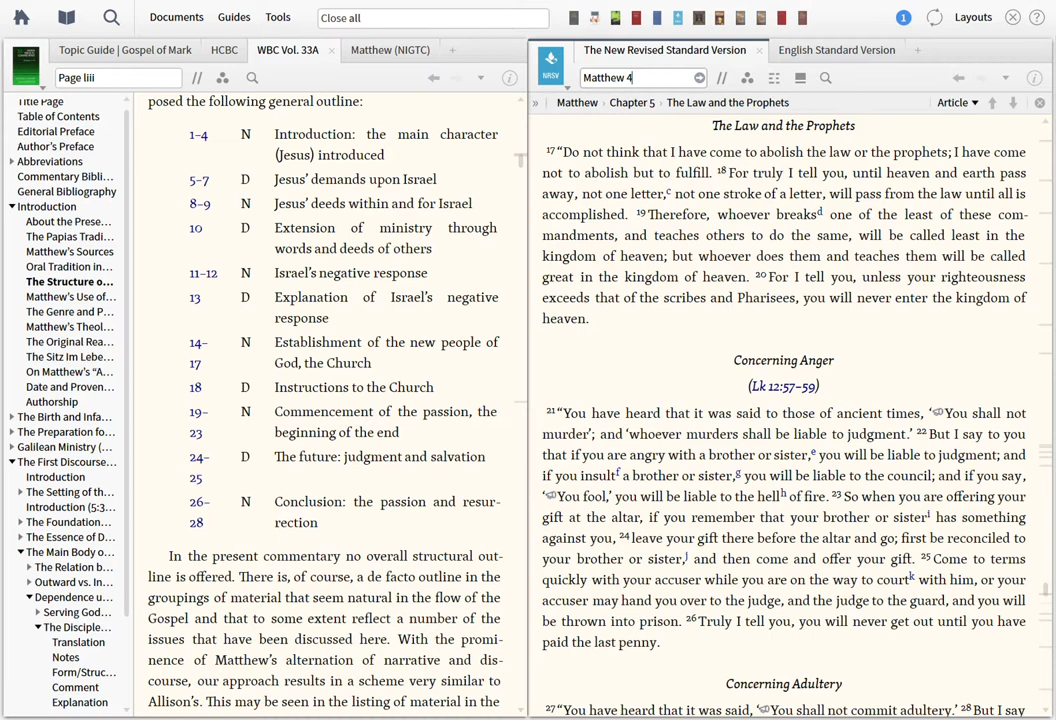 Documents Guides Tools Close all 1 Layouts
Topic Guide | Gospel of Mark HCBC WBC Vol. 33A Matthew (NIGTC)
Page liii
Title Page
Table of Contents
Editorial Preface
Author's Preface
Abbreviations
Commentary Bibli...
General Bibliography
Introduction
About the Prese...
The Papias Tradi...
Matthew's Sources
Oral Tradition in...
The Structure o...
Matthew's Use of
The Genre and P...
Matthew's Theol...
The Original Rea...
The Sitz Im Lebe...
On Matthew's "A...
Date and Proven...
Authorship
The Birth and Infa...
The Preparation fo...
Galilean Ministry (...
The First Discourse...
Introduction
The Setting of th...
Introduction (5:3...
The Foundation...
The Essence of D...
The Main Body o...
The Relation b...
Outward vs. In...
Dependence u...
Serving God...
The Disciple...
Translation
Notes
Form/Struc...
Comment
Explanation
posed the following general outline:
1–4 N Introduction: the main character
(Jesus) introduced
5–7 D Jesus' demands upon Israel
8–9 N Jesus' deeds within and for Israel
10 D Extension of ministry through
words and deeds of others
11–12 N Israel's negative response
13 D Explanation of Israel's negative
response
14– N Establishment of the new people of
17 God, the Church
18 D Instructions to the Church
19– N Commencement of the passion, the
23 beginning of the end
24– D The future: judgment and salvation
25
26– N Conclusion: the passion and resur-
28 rection
In the present commentary no overall structural out-
line is offered. There is, of course, a de facto outline in the
groupings of material that seem natural in the flow of the
Gospel and that to some extent reflect a number of the
issues that have been discussed here. With the promi-
nence of Matthew's alternation of narrative and dis-
course, our approach results in a scheme very similar to
Allison's. This may be seen in the listing of material in the
NRSV
The New Revised Standard Version English Standard Version
Matthew 4
Matthew › Chapter 5 › The Law and the Prophets Article
The Law and the Prophets
17 “Do not think that I have come to abolish the law or the prophets; I have come
not to abolish but to fulfill. 18 For truly I tell you, until heaven and earth pass
away, not one letter,c not one stroke of a letter, will pass from the law until all is
accomplished. 19 Therefore, whoever breaksd one of the least of these com-
mandments, and teaches others to do the same, will be called least in the
kingdom of heaven; but whoever does them and teaches them will be called
great in the kingdom of heaven. 20 For I tell you, unless your righteousness
exceeds that of the scribes and Pharisees, you will never enter the kingdom of
heaven.
Concerning Anger
(Lk 12:57–59)
21 “You have heard that it was said to those of ancient times, ‘You shall not
murder’; and ‘whoever murders shall be liable to judgment.’ 22 But I say to you
that if you are angry with a brother or sister,e you will be liable to judgment; and
if you insultf a brother or sister,g you will be liable to the council; and if you say,
‘You fool,’ you will be liable to the hellh of fire. 23 So when you are offering your
gift at the altar, if you remember that your brother or sisteri has something
against you, 24 leave your gift there before the altar and go; first be reconciled to
your brother or sister,j and then come and offer your gift. 25 Come to terms
quickly with your accuser while you are on the way to courtk with him, or your
accuser may hand you over to the judge, and the judge to the guard, and you will
be thrown into prison. 26 Truly I tell you, you will never get out until you have
paid the last penny.
Concerning Adultery
27 “You have heard that it was said, ‘You shall not commit adultery.’ 28 But I say